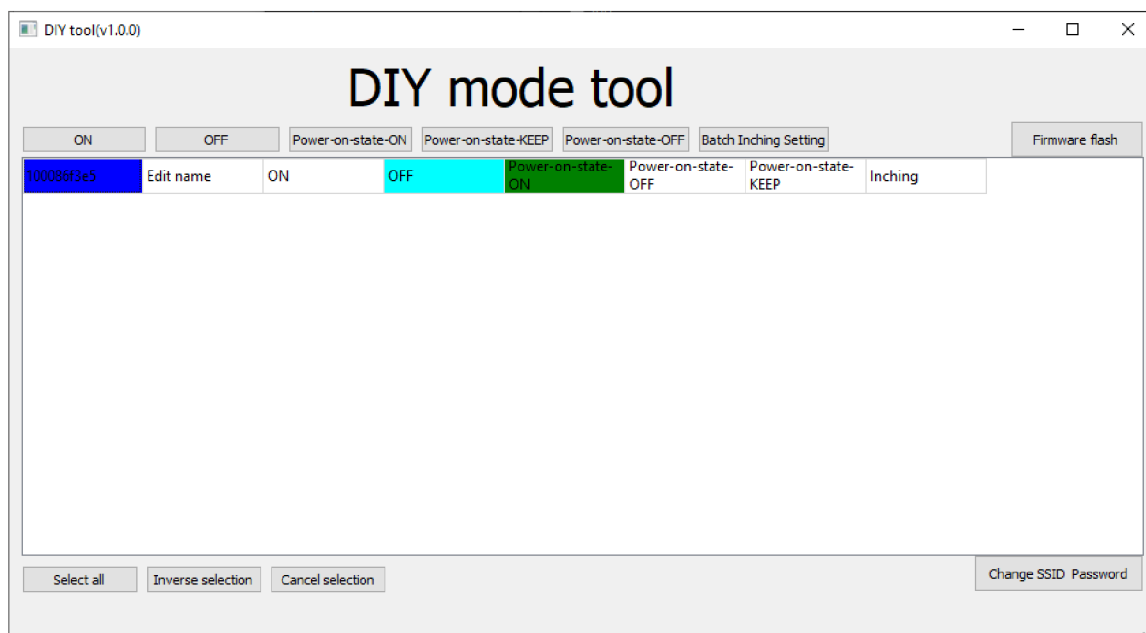 DIY tool(v1.0.0)
DIY mode tool
ON OFF Power-on-state-ON Power-on-state-KEEP Power-on-state-OFF Batch Inching Setting Firmware flash
100086f3e5 Edit name ON OFF Power-on-state-ON Power-on-state-OFF Power-on-state-KEEP Inching
Select all Inverse selection Cancel selection Change SSID Password